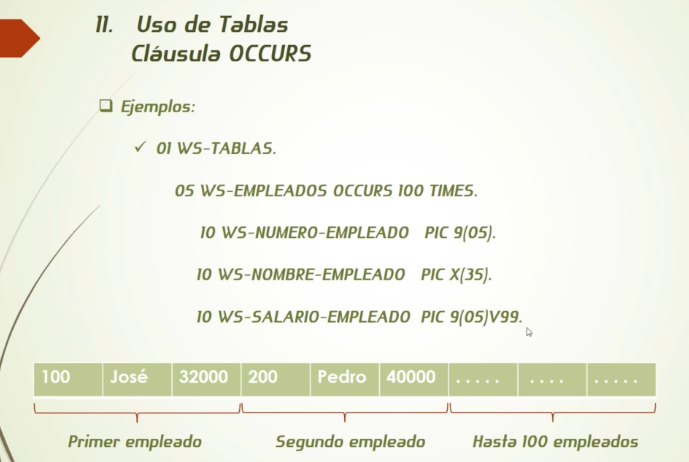 11. Uso de Tablas
Cláusula OCCURS
Ejemplos:
01 WS-TABLAS.
05 WS-EMPLEADOS OCCURS 100 TIMES.
10 WS-NUMERO-EMPLEADO PIC 9(05).
10 WS-NOMBRE-EMPLEADO PIC X(35).
10 WS-SALARIO-EMPLEADO PIC 9(05)V99.
100 José 32000 200 Pedro 40000 ..... .... .....
Primer empleado Segundo empleado Hasta 100 empleados